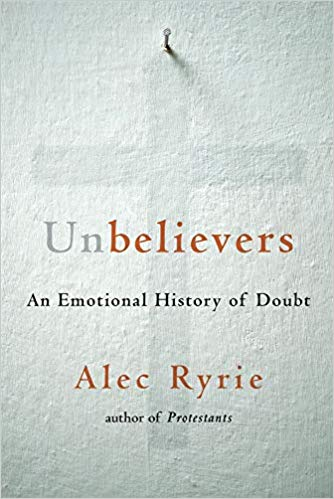 Unbelievers
An Emotional History of Doubt
Alec Ryrie
author of Protestants